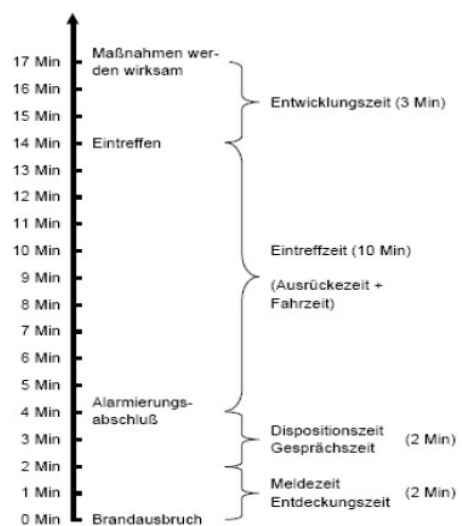 17 Min
Maßnahmen wer-
den wirksam
16 Min
Entwicklungszeit (3 Min)
15 Min
14 Min
Eintreffen
13 Min
12 Min
11 Min
10 Min
Eintreffzeit (10 Min)
9 Min
(Ausrückezeit +
Fahrzeit)
8 Min
7 Min
6 Min
5 Min
Alarmierungs-
abschluß
4 Min
3 Min
Dispositionszeit
Gesprächszeit
(2 Min)
2 Min
1 Min
Meldezeit
Entdeckungszeit
(2 Min)
0 Min
Brandausbruch